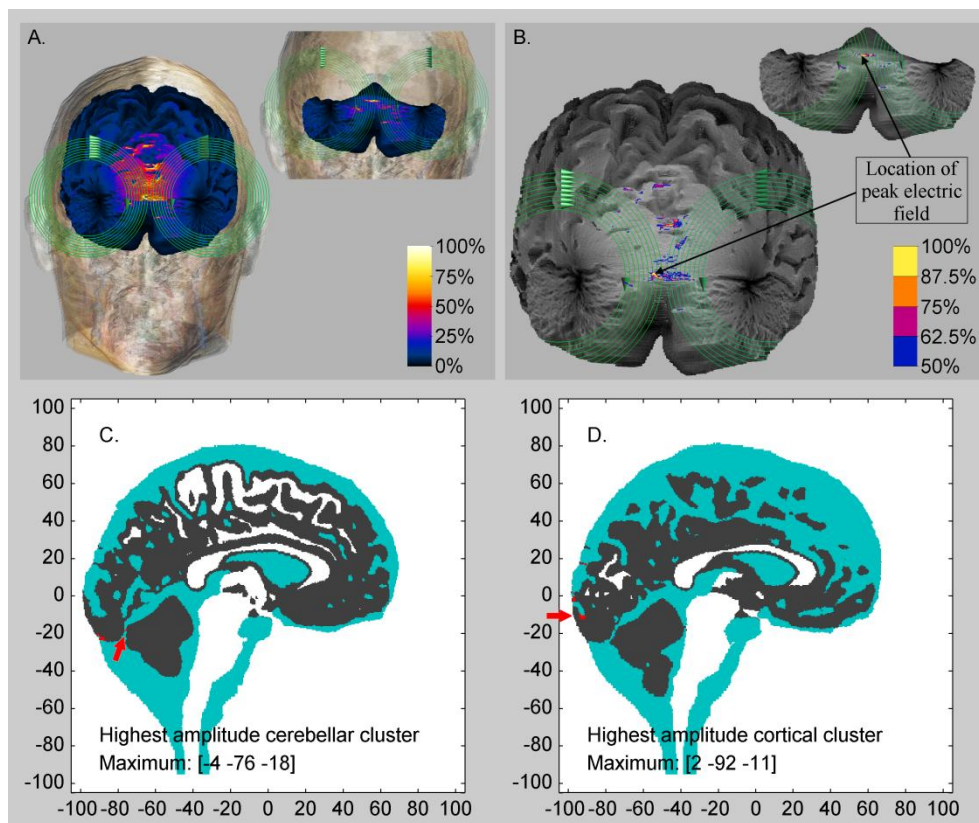 A.
100%
75%
50%
25%
0%
B.
Location of
peak electric
field
100%
87.5%
75%
62.5%
50%
C.
100
80
60
40
20
0
-20
-40
-60
-80
-100
Highest amplitude cerebellar cluster
Maximum: [-4 -76 -18]
-100 -80 -60 -40 -20 0 20 40 60 80 100
D.
100
80
60
40
20
0
-20
-40
-60
-80
-100
Highest amplitude cortical cluster
Maximum: [2 -92 -11]
-100 -80 -60 -40 -20 0 20 40 60 80 100